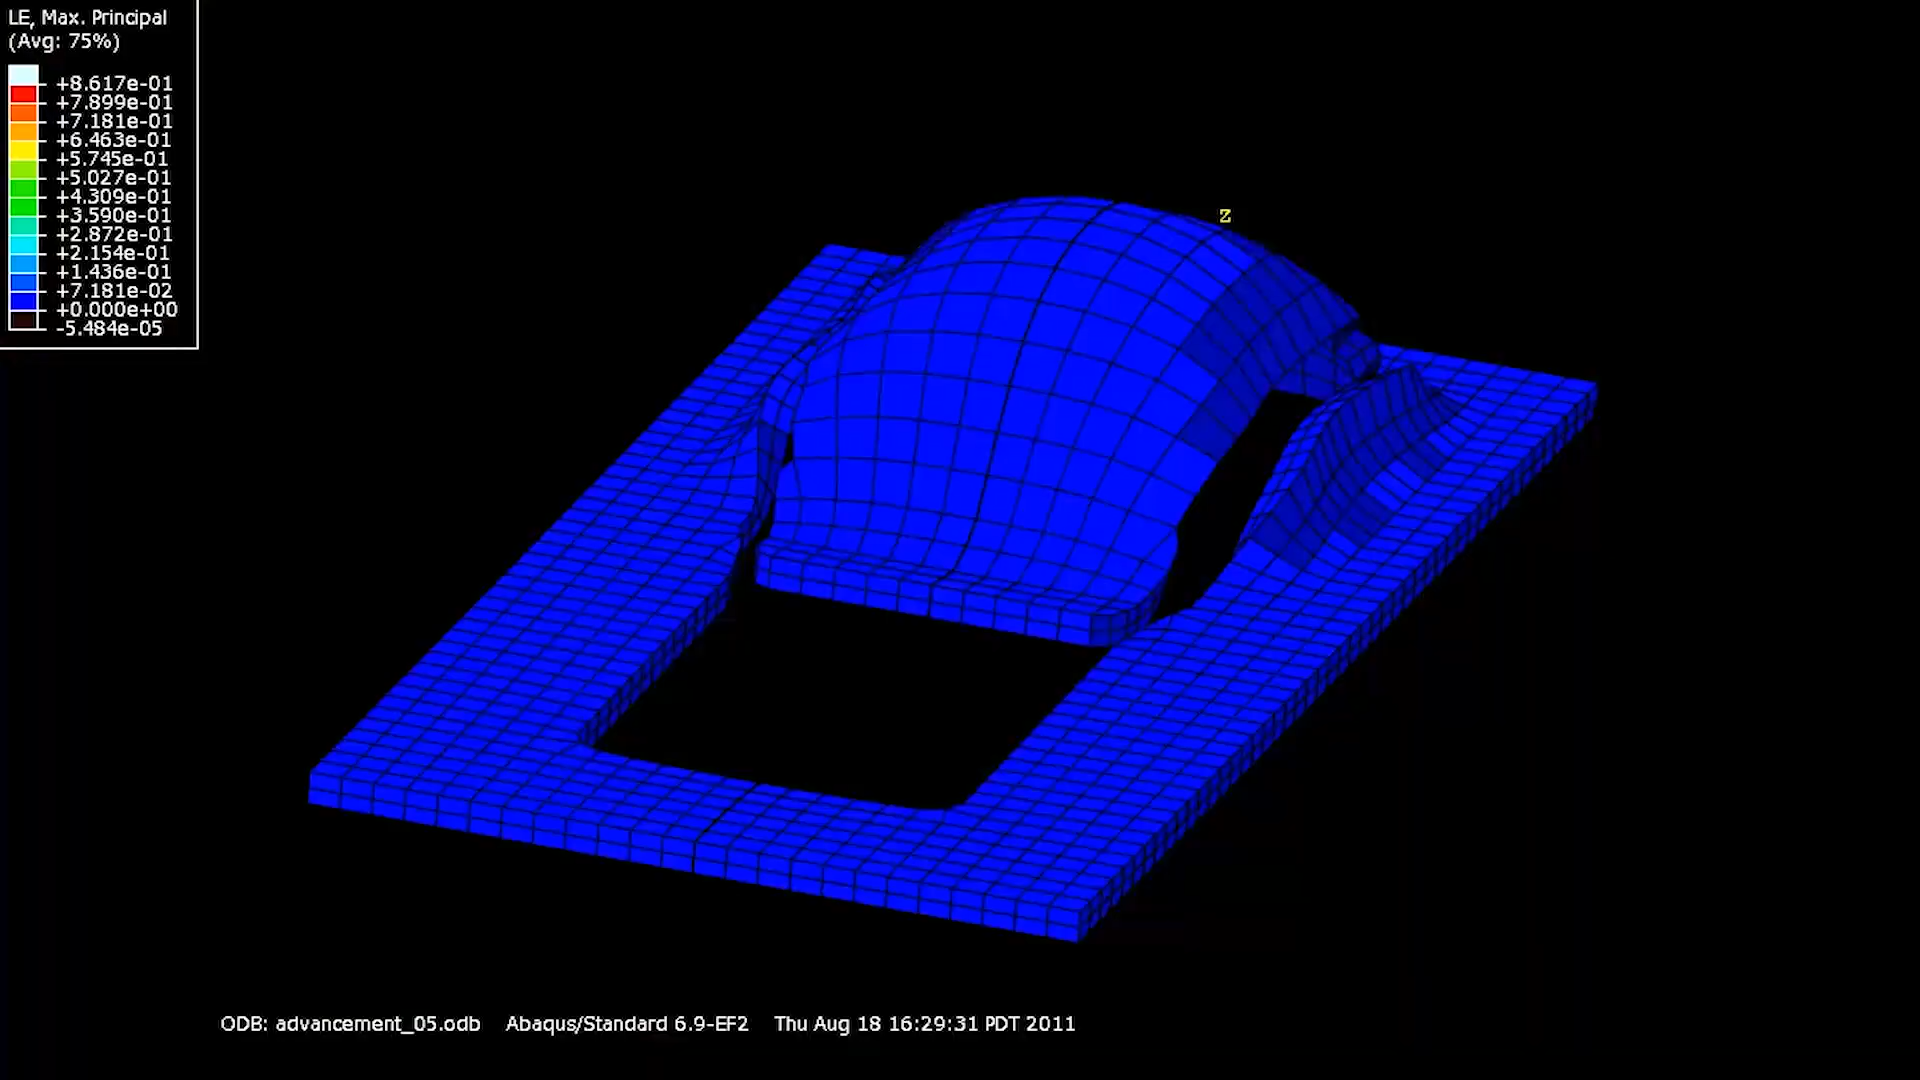 LE, Max. Principal
(Avg: 75%)
+8.617e-01
+7.899e-01
+7.181e-01
+6.463e-01
+5.745e-01
+5.027e-01
+4.309e-01
+3.590e-01
+2.872e-01
+2.154e-01
+1.436e-01
+7.181e-02
+0.000e+00
-5.484e-05
Z
ODB: advancement_05.odb Abaqus/Standard 6.9-EF2 Thu Aug 18 16:29:31 PDT 2011